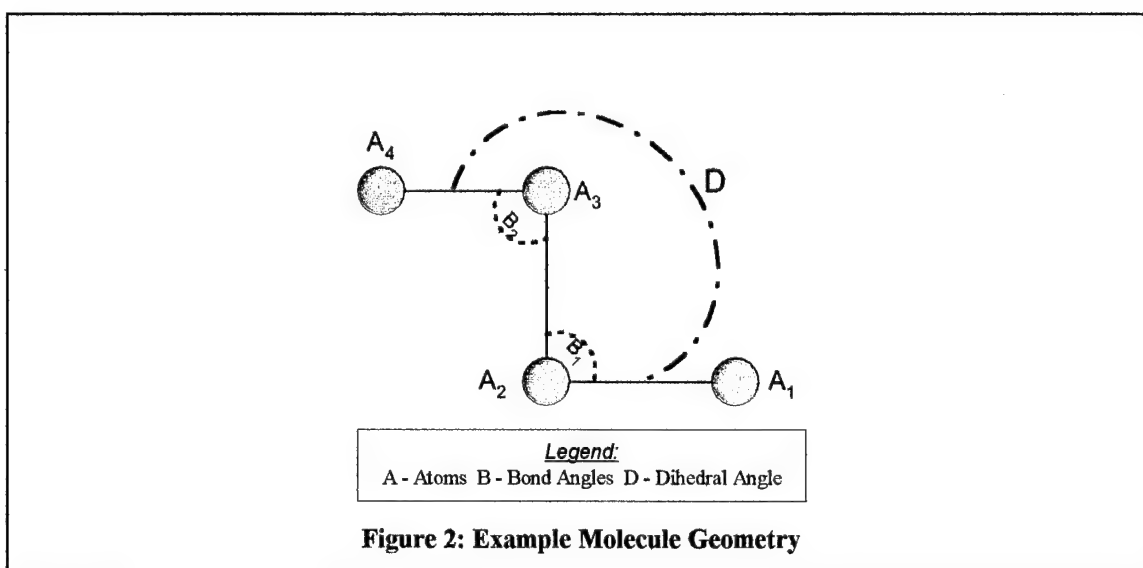 A4
A3
D
B2
B1
A2
A1
Legend:
A - Atoms B - Bond Angles D - Dihedral Angle
Figure 2: Example Molecule Geometry